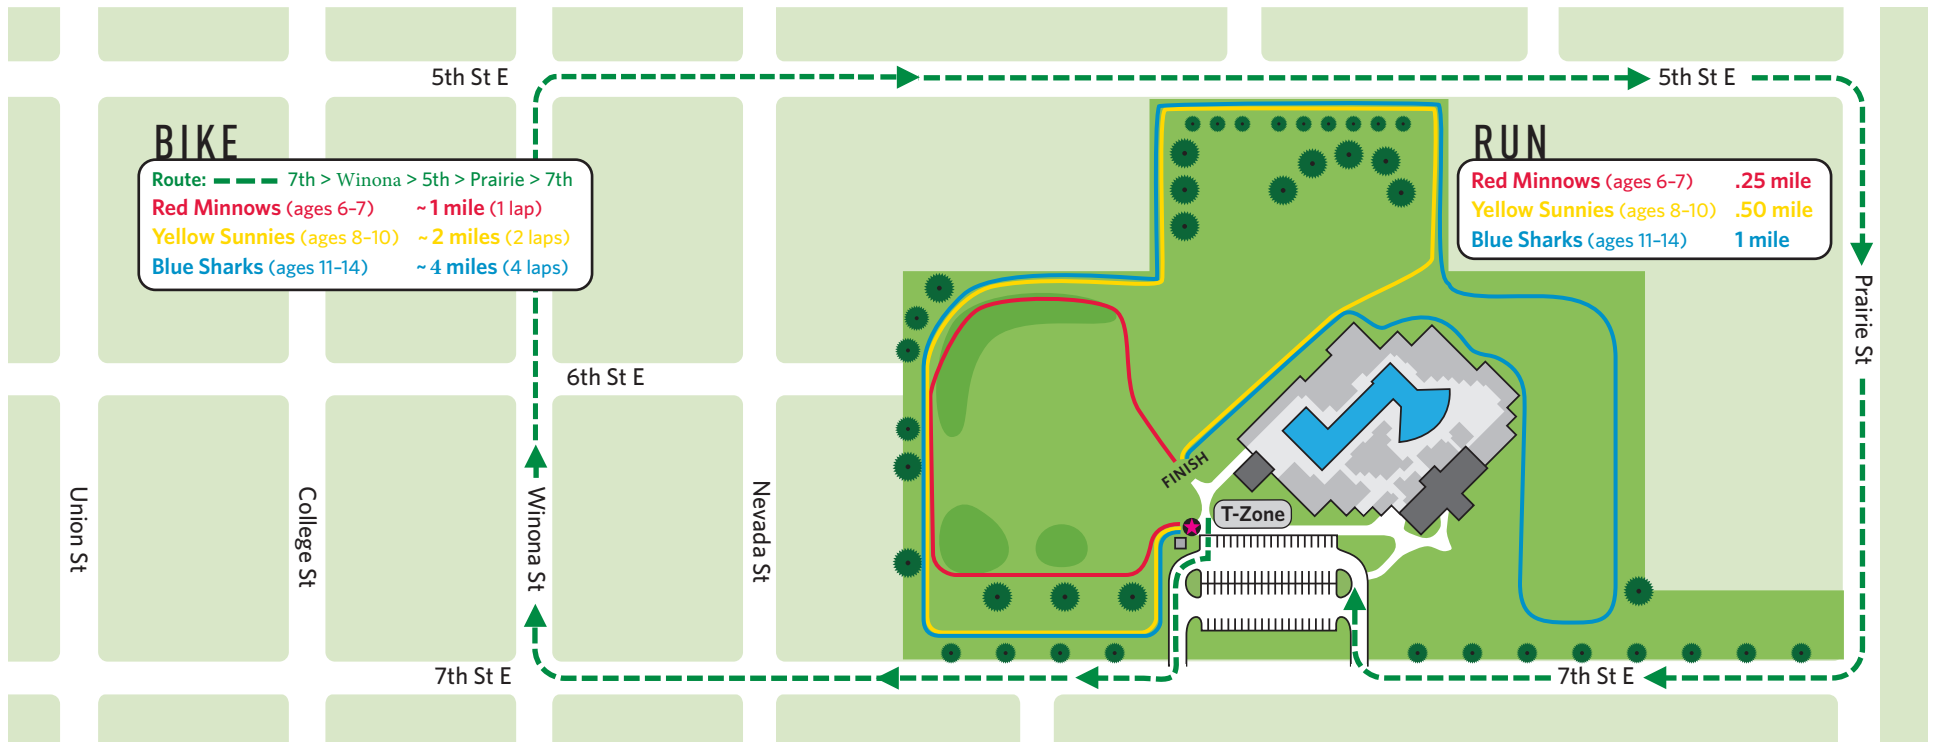 5th St E
5th St E
BIKE
Route: 7th > Winona > 5th > Prairie > 7th
Red Minnows (ages 6–7) ~ 1 mile (1 lap)
Yellow Sunnies (ages 8–10) ~ 2 miles (2 laps)
Blue Sharks (ages 11–14) ~ 4 miles (4 laps)
RUN
Red Minnows (ages 6–7) .25 mile
Yellow Sunnies (ages 8–10) .50 mile
Blue Sharks (ages 11–14) 1 mile
Prairie St
6th St E
FINISH
T-Zone
Union St
College St
Winona St
Nevada St
7th St E
7th St E